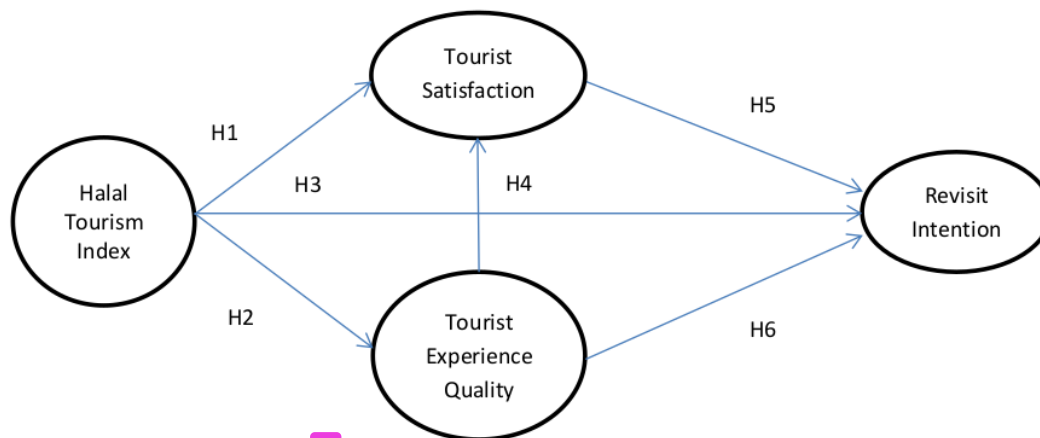 Tourist
Satisfaction
H1
H5
Halal
Tourism
Index
H3
H4
Revisit
Intention
H2
Tourist
Experience
Quality
H6